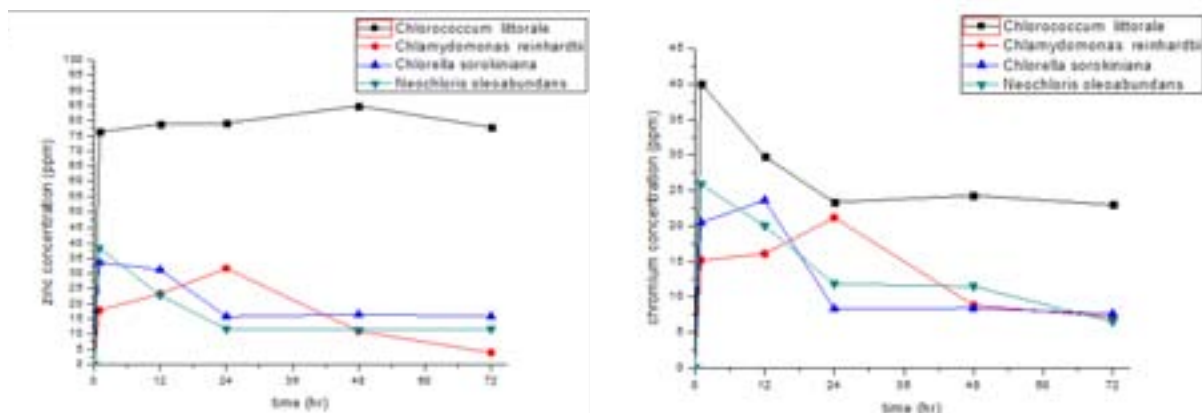 Chlorococcum littorale
Chlamydomonas reinhardtii
Chlorella sorokiniana
Neochloris oleoabundans
100
95
90
85
80
75
70
65
60
55
50
45
40
35
30
25
20
15
10
5
0
zinc concentration (ppm)
0 12 24 36 48 60 72
time (hr)
Chlorococcum littorale
Chlamydomonas reinhardtii
Chlorella sorokiniana
Neochloris oleoabundans
45
40
35
30
25
20
15
10
5
0
chromium concentration (ppm)
0 12 24 36 48 60 72
time (hr)